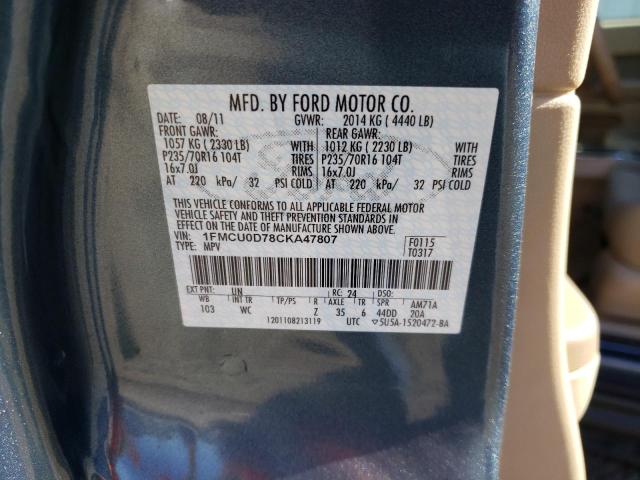 MFD. BY FORD MOTOR CO.
DATE: 08/11 GVWR: 2014 KG ( 4440 LB)
FRONT GAWR: REAR GAWR:
1057 KG ( 2330 LB) WITH 1012 KG ( 2230 LB) WITH
P235/70R16 104T TIRES P235/70R16 104T TIRES
16x7.0J RIMS 16x7.0J RIMS
AT 220 kPa/ 32 PSI COLD AT 220 kPa/ 32 PSI COLD
THIS VEHICLE CONFORMS TO ALL APPLICABLE FEDERAL MOTOR
VEHICLE SAFETY AND THEFT PREVENTION STANDARDS IN
EFFECT ON THE DATE OF MANUFACTURE SHOWN ABOVE.
VIN: 1FMCU0D78CKA47807 F0115
TYPE: MPV T0317
EXT PNT: UN RC: 24 DSO:
WB INT TR TP/PS R AXLE TR SPR AM71A
103 WC Z 35 6 44DD 20A
1201108213119 UTC ▽5U5A-1520472-BA